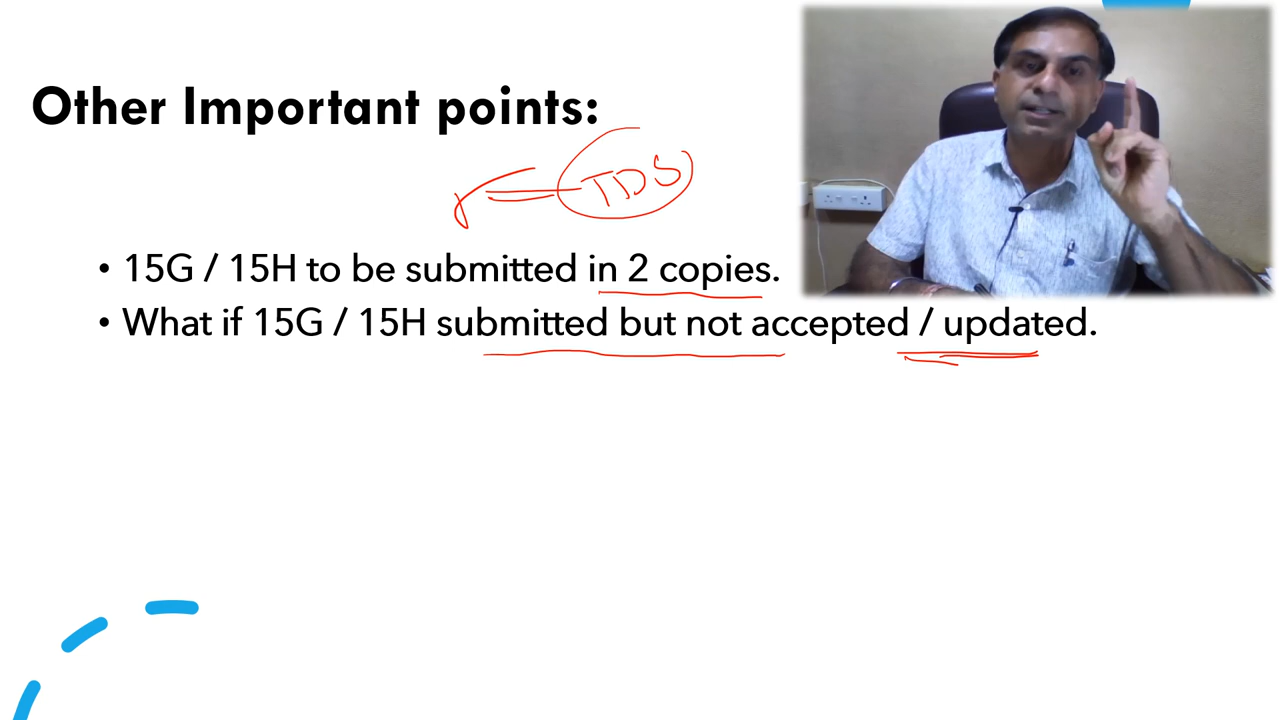 Other Important points:
TDS
• 15G / 15H to be submitted in 2 copies.
• What if 15G / 15H submitted but not accepted / updated.